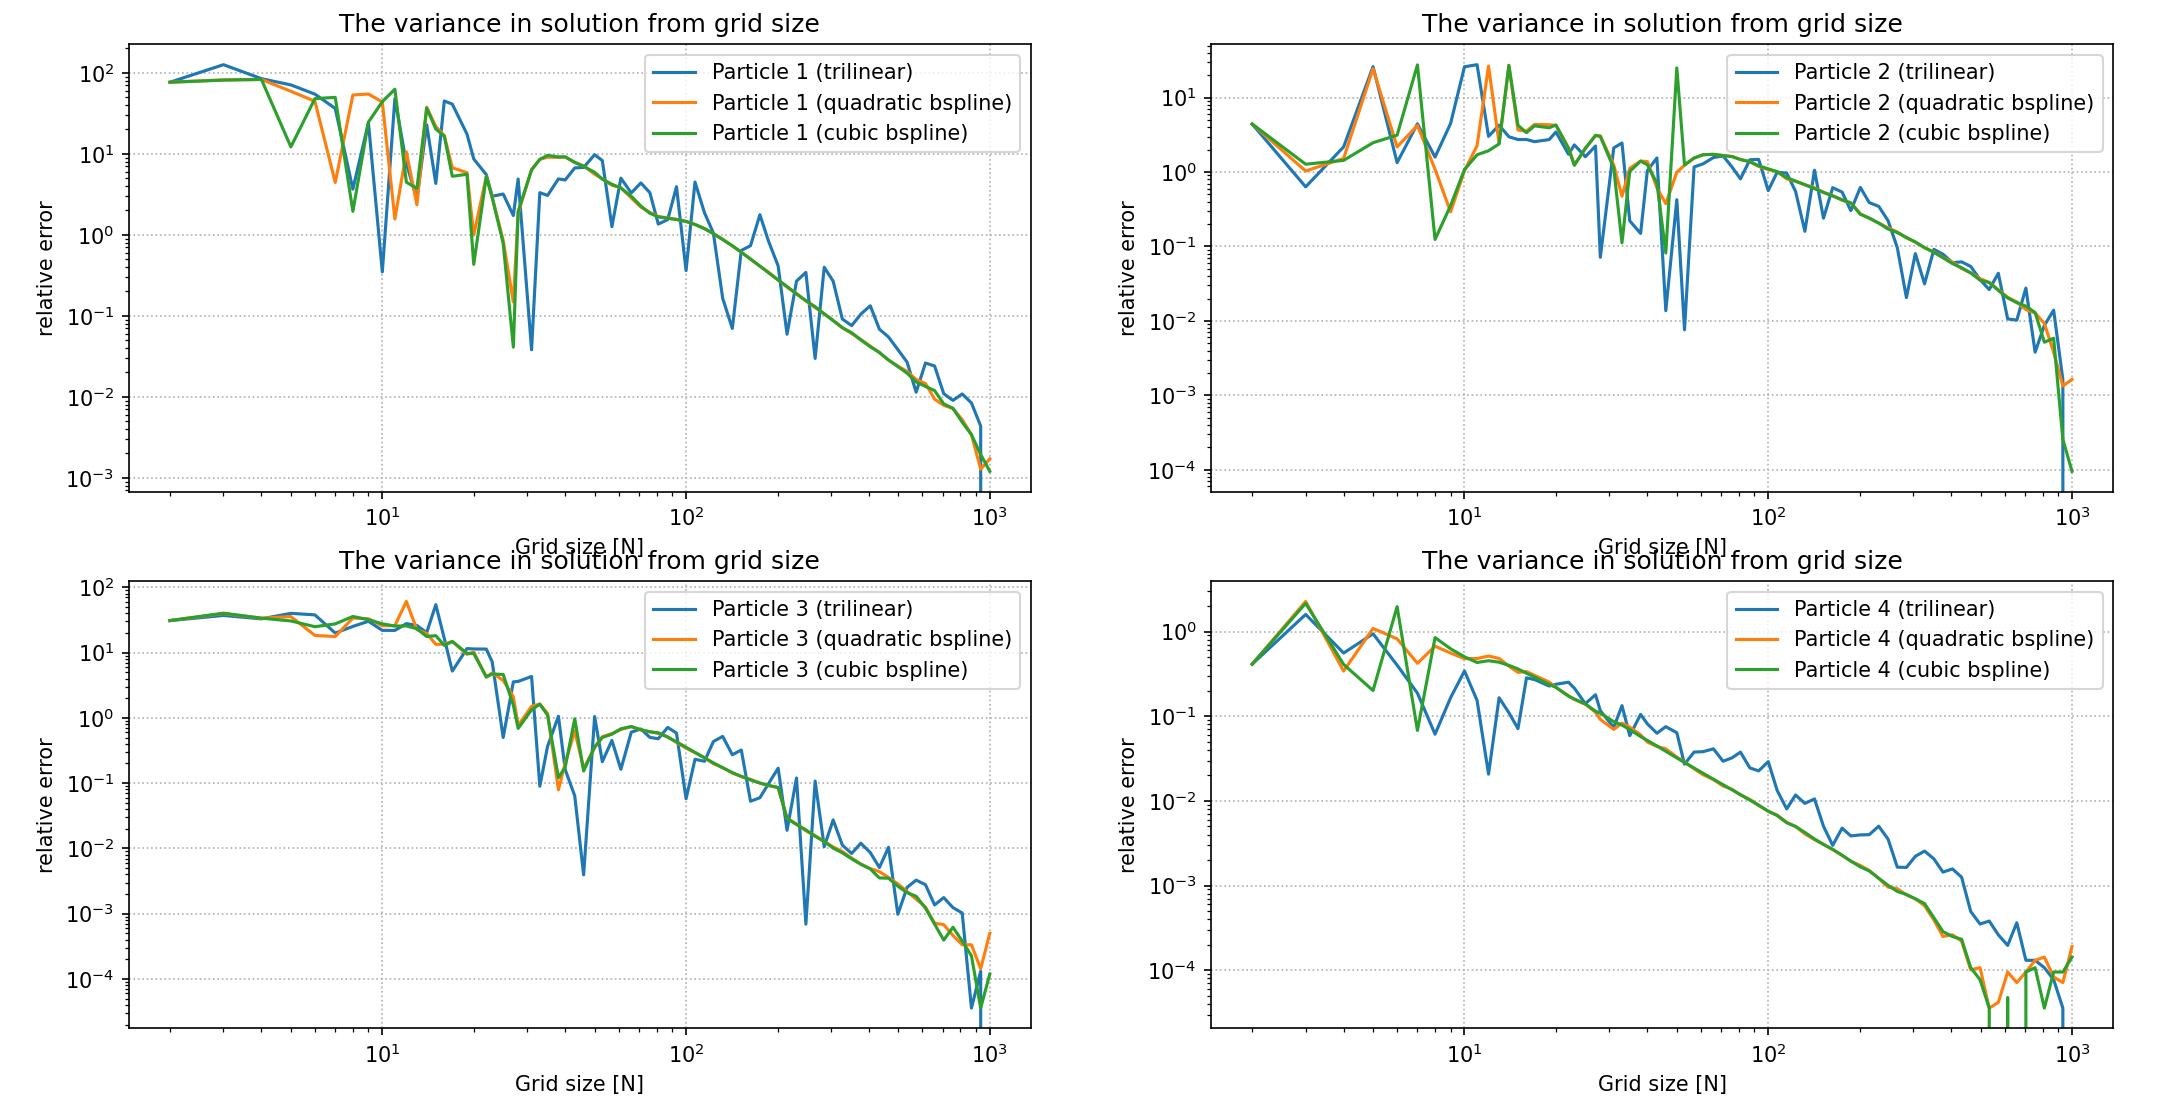 The variance in solution from grid size
Particle 1 (trilinear)
Particle 1 (quadratic bspline)
Particle 1 (cubic bspline)
relative error
10²
10¹
10⁰
10⁻¹
10⁻²
10⁻³
10¹ 10² 10³
Grid size [N]
The variance in solution from grid size
Particle 2 (trilinear)
Particle 2 (quadratic bspline)
Particle 2 (cubic bspline)
relative error
10¹
10⁰
10⁻¹
10⁻²
10⁻³
10⁻⁴
10¹ 10² 10³
Grid size [N]
The variance in solution from grid size
Particle 3 (trilinear)
Particle 3 (quadratic bspline)
Particle 3 (cubic bspline)
relative error
10²
10¹
10⁰
10⁻¹
10⁻²
10⁻³
10⁻⁴
10¹ 10² 10³
Grid size [N]
The variance in solution from grid size
Particle 4 (trilinear)
Particle 4 (quadratic bspline)
Particle 4 (cubic bspline)
relative error
10⁰
10⁻¹
10⁻²
10⁻³
10⁻⁴
10¹ 10² 10³
Grid size [N]